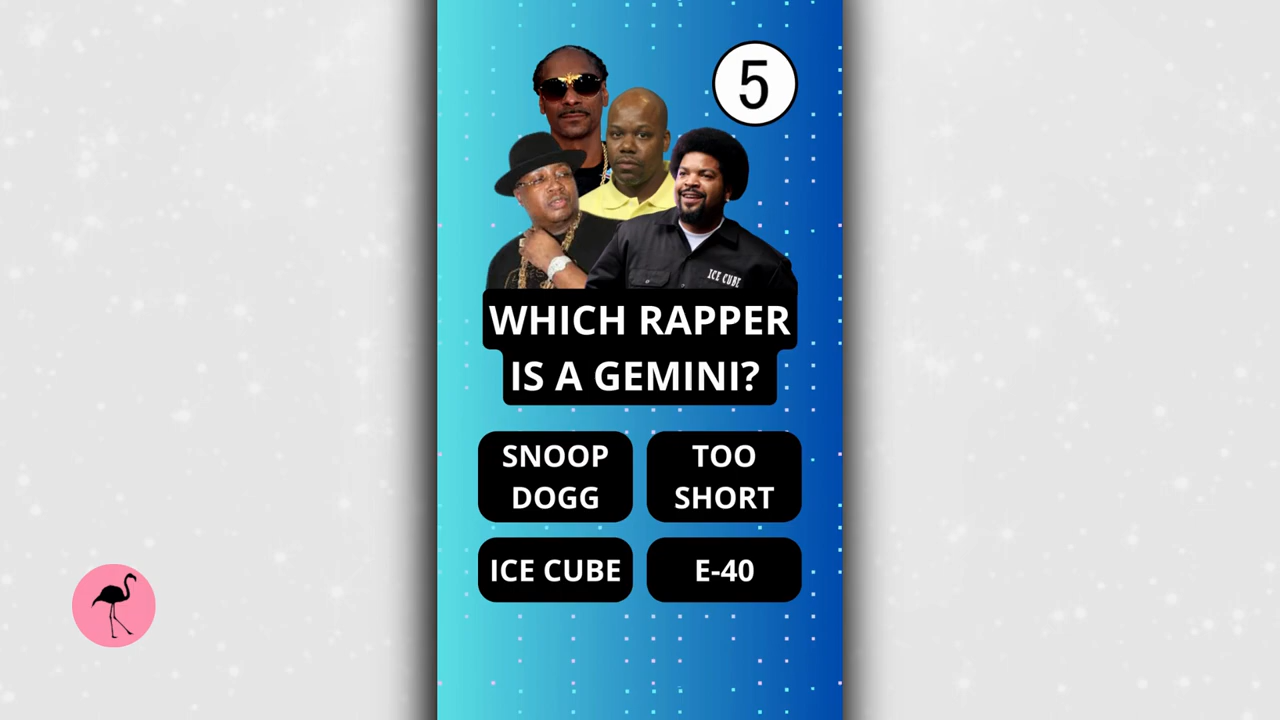 5
ICE CUBE
WHICH RAPPER
IS A GEMINI?
SNOOP
DOGG
TOO
SHORT
ICE CUBE
E-40